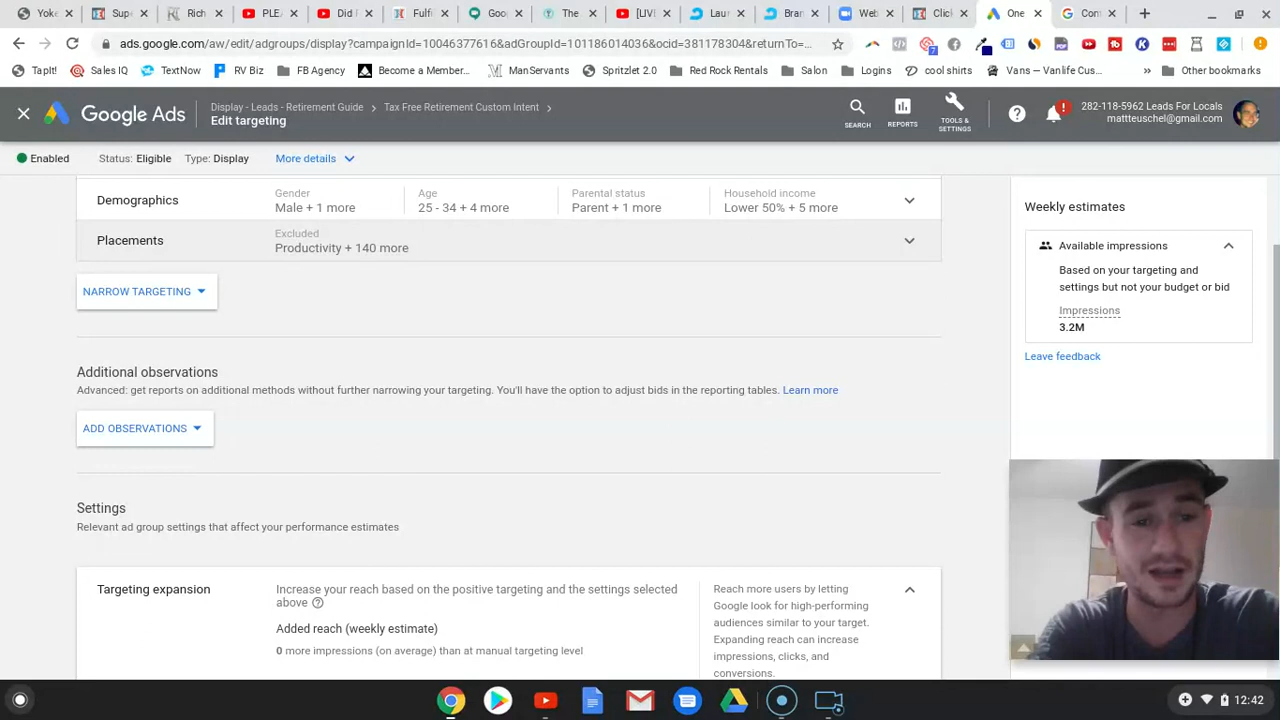 Yoke
Supe
Rich
PLEA
Did A
Fulfil
Goo
The
[LIVE
Laur
Bran
Web
Click
One
Com
ads.google.com/aw/edit/adgroups/display?campaignId=10046377616&adGroupId=101186014036&ocid=381178304&returnTo=...
7
TapIt!
Sales IQ
TextNow
RV Biz
FB Agency
Become a Member...
ManServants
Spritzlet 2.0
Red Rock Rentals
Salon
Logins
cool shirts
Vans — Vanlife Cus...
»
Other bookmarks
Google Ads
Display - Leads - Retirement Guide > Tax Free Retirement Custom Intent >
Edit targeting
SEARCH
REPORTS
TOOLS & SETTINGS
282-118-5962 Leads For Locals
matteuschel@gmail.com
Enabled
Status: Eligible
Type: Display
More details
Demographics
Gender
Male + 1 more
Age
25 - 34 + 4 more
Parental status
Parent + 1 more
Household income
Lower 50% + 5 more
Placements
Excluded
Productivity + 140 more
NARROW TARGETING
Additional observations
Advanced: get reports on additional methods without further narrowing your targeting. You'll have the option to adjust bids in the reporting tables. Learn more
ADD OBSERVATIONS
Settings
Relevant ad group settings that affect your performance estimates
Targeting expansion
Increase your reach based on the positive targeting and the settings selected
above
Added reach (weekly estimate)
0 more impressions (on average) than at manual targeting level
Reach more users by letting
Google look for high-performing
audiences similar to your target.
Expanding reach can increase
impressions, clicks, and
conversions.
Weekly estimates
Available impressions
Based on your targeting and
settings but not your budget or bid
Impressions
3.2M
Leave feedback
12:42